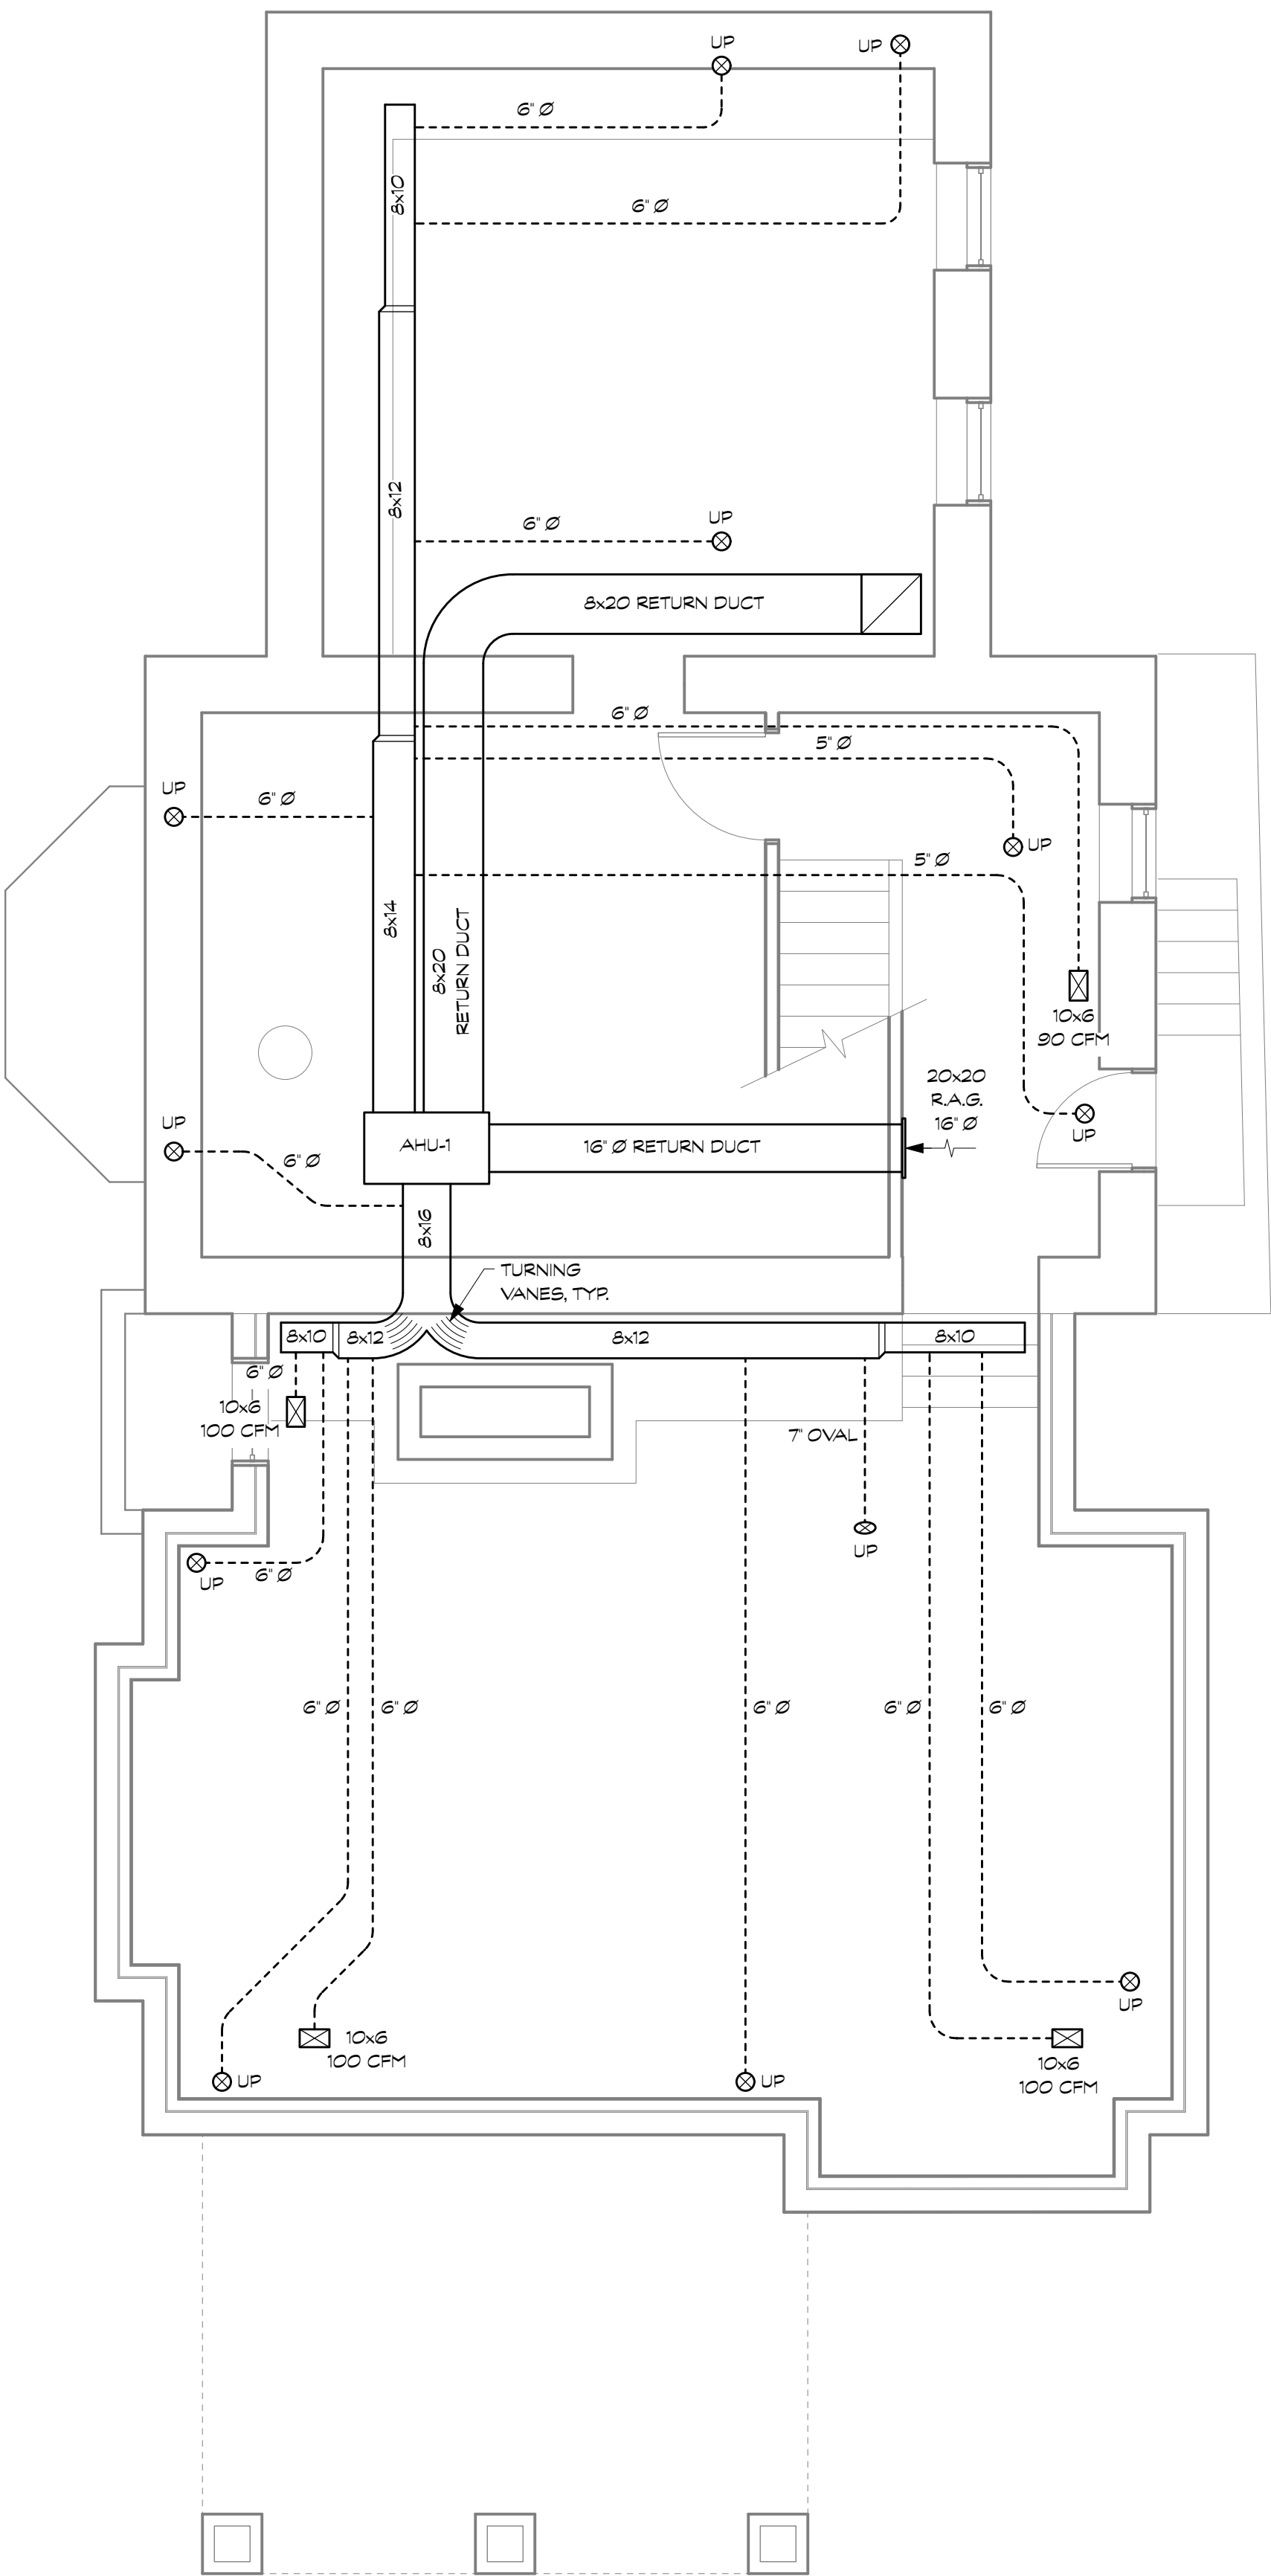 UP
UP
6" Ø
8x10
6" Ø
8x12
UP
6" Ø
8x20 RETURN DUCT
6" Ø
5" Ø
UP
6" Ø
UP
5" Ø
8x14
8x20
RETURN DUCT
10x6
90 CFM
20x20
R.A.G.
16" Ø
UP
UP
6" Ø
AHU-1
16" Ø RETURN DUCT
8x16
TURNING
VANES, TYP.
8x10
8x12
8x12
8x10
6" Ø
10x6
100 CFM
7" OVAL
UP
6" Ø
UP
6" Ø
6" Ø
6" Ø
6" Ø
6" Ø
UP
10x6
100 CFM
10x6
100 CFM
UP
UP